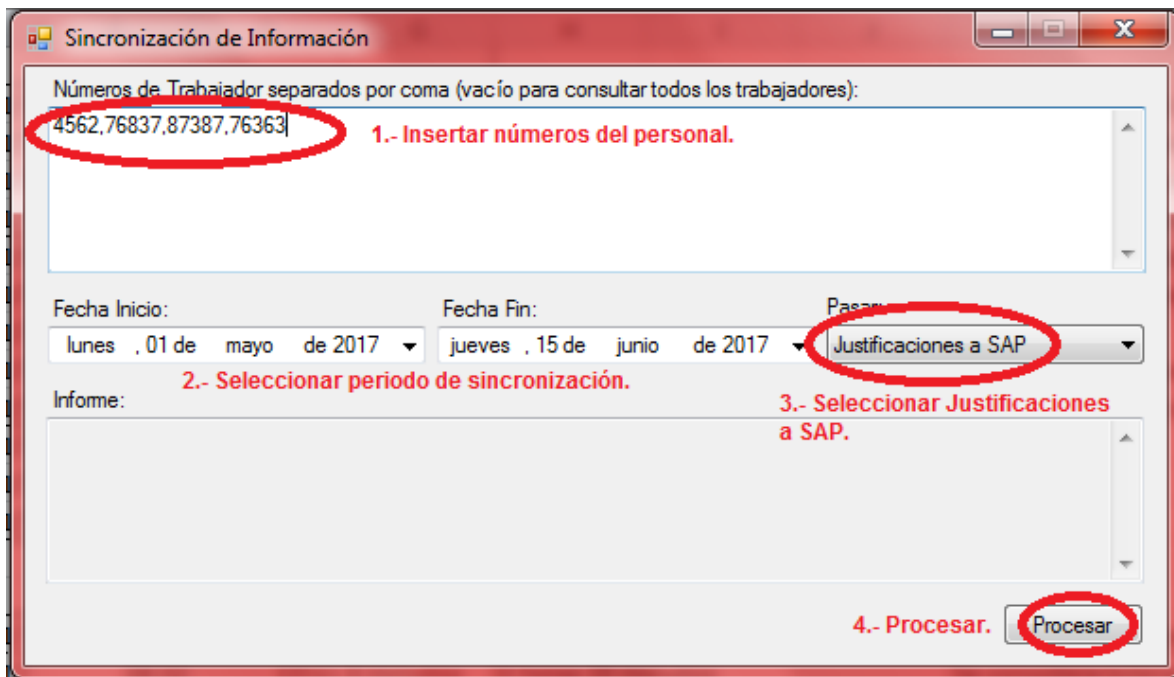 Sincronización de Información
Números de Trabajador separados por coma (vacío para consultar todos los trabajadores):
4562,76837,87387,76363
1.- Insertar números del personal.
Fecha Inicio: Fecha Fin: Pasar:
lunes , 01 de mayo de 2017 jueves , 15 de junio de 2017 Justificaciones a SAP
2.- Seleccionar periodo de sincronización.
Informe:
3.- Seleccionar Justificaciones
a SAP.
4.- Procesar. Procesar